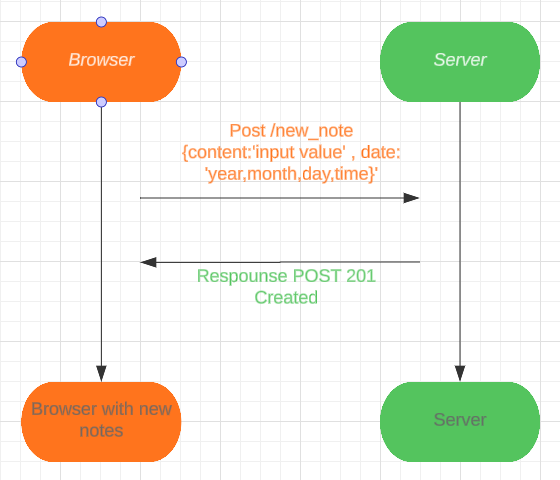 Browser
Server
Post /new_note
{content:'input value' , date:
'year,month,day,time}'
Respounse POST 201
Created
Browser with new
notes
Server